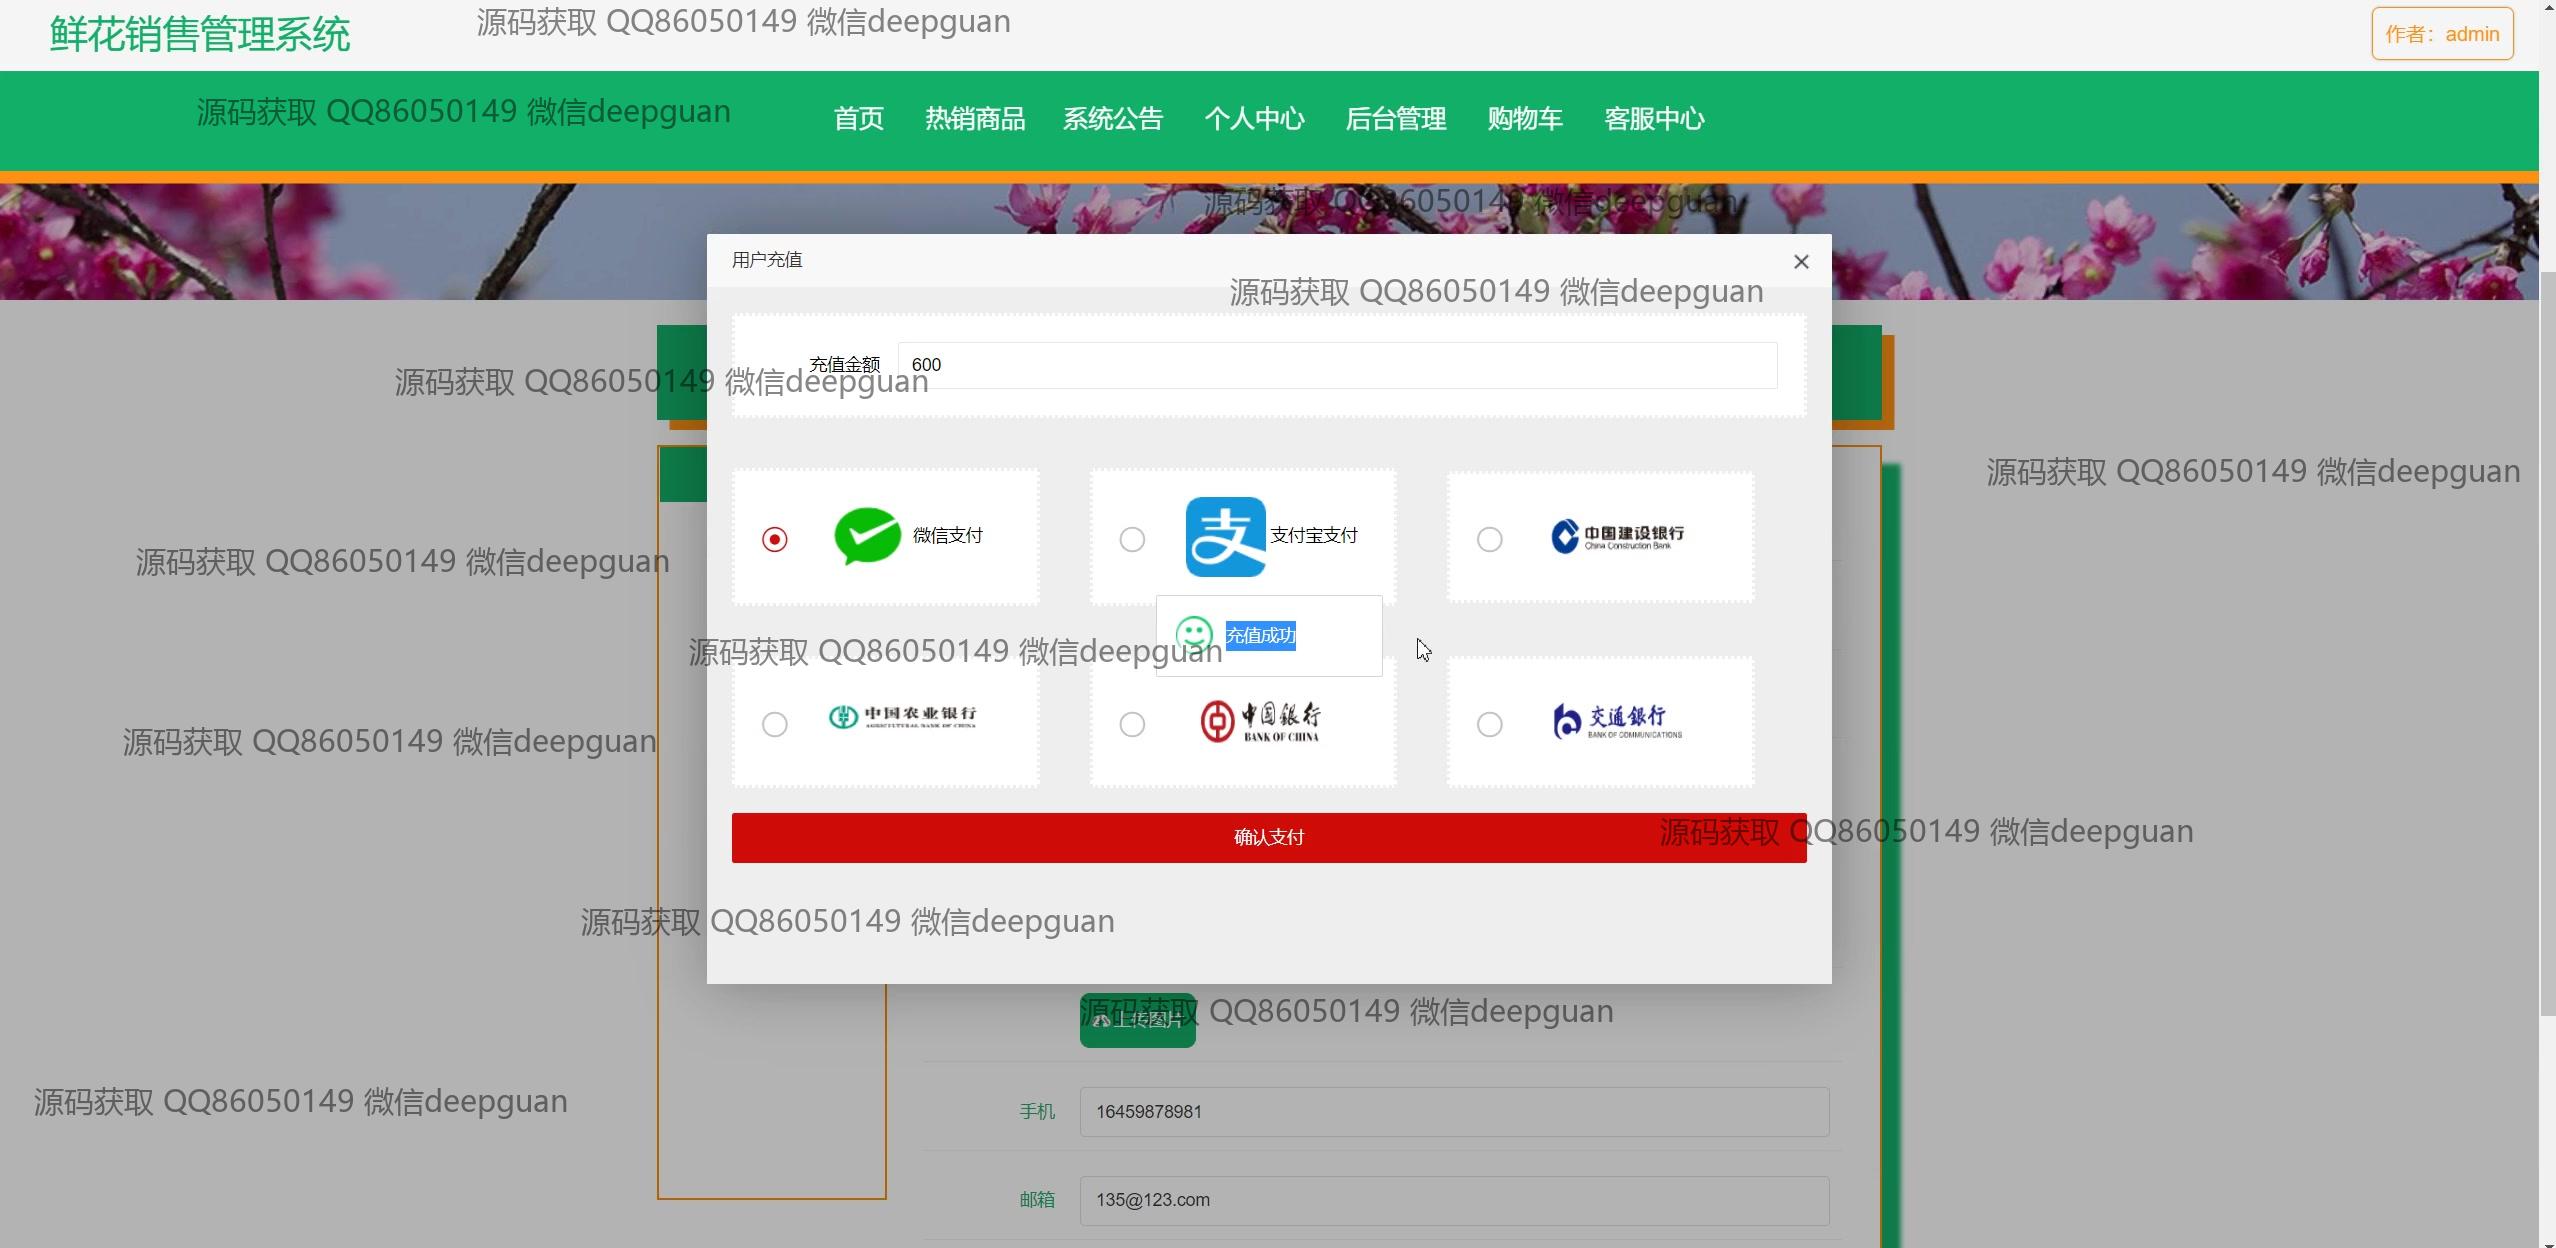 鲜花销售管理系统
源码获取 QQ86050149 微信deepguan
作者：admin
源码获取 QQ86050149 微信deepguan
首页 热销商品 系统公告 个人中心 后台管理 购物车 客服中心
源码获取 QQ86050149 微信deepguan
用户充值
源码获取 QQ86050149 微信deepguan
充值金额 600
源码获取 QQ86050149 微信deepguan
源码获取 QQ86050149 微信deepguan
微信支付
支付宝支付
中国建设银行
China Construction Bank
源码获取 QQ86050149 微信deepguan
充值成功
源码获取 QQ86050149 微信deepguan
中国农业银行
AGRICULTURAL BANK OF CHINA
中国银行
BANK OF CHINA
交通银行
BANK OF COMMUNICATIONS
源码获取 QQ86050149 微信deepguan
确认支付
源码获取 QQ86050149 微信deepguan
源码获取 QQ86050149 微信deepguan
源码获取 QQ86050149 微信deepguan
上传图片
源码获取 QQ86050149 微信deepguan
手机 16459878981
邮箱 135@123.com